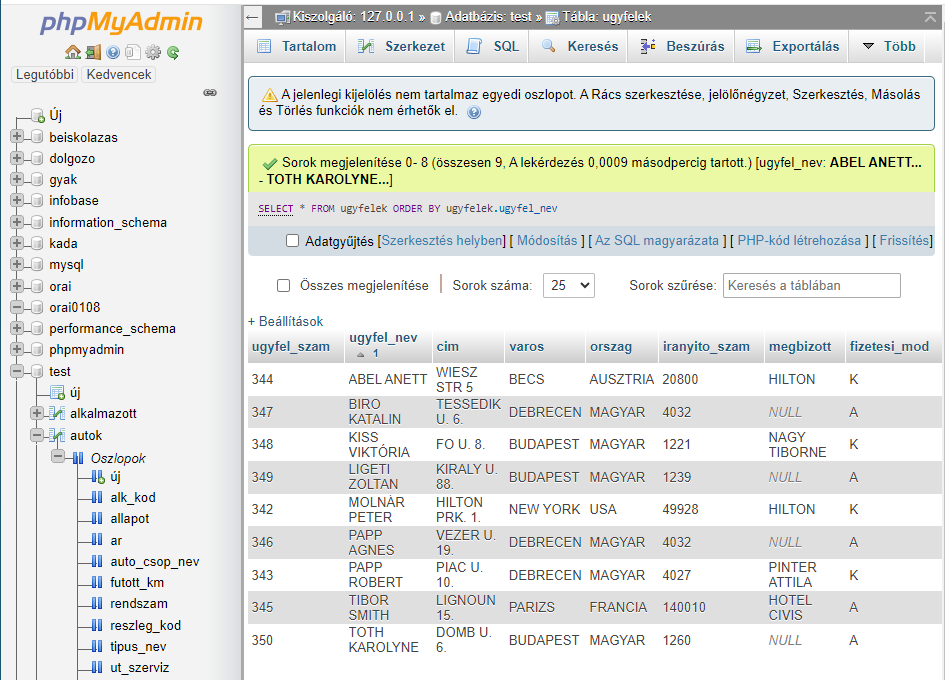 phpMyAdmin
Legutóbbi Kedvencek
Új
beiskolazas
dolgozo
gyak
infobase
information_schema
kada
mysql
orai
orai0108
performance_schema
phpmyadmin
test
új
alkalmazott
autok
Oszlopok
új
alk_kod
allapot
ar
auto_csop_nev
futott_km
rendszam
reszleg_kod
tipus_nev
ut_szerviz
Kiszolgáló: 127.0.0.1 » Adatbázis: test » Tábla: ugyfelek
Tartalom Szerkezet SQL Keresés Beszúrás Exportálás Több
A jelenlegi kijelölés nem tartalmaz egyedi oszlopot. A Rács szerkesztése, jelölőnégyzet, Szerkesztés, Másolás
és Törlés funkciók nem érhetők el.
Sorok megjelenítése 0- 8 (összesen 9, A lekérdezés 0,0009 másodpercig tartott.) [ugyfel_nev: ABEL ANETT...
- TOTH KAROLYNE...]
SELECT * FROM ugyfelek ORDER BY ugyfelek.ugyfel_nev
Adatgyűjtés [Szerkesztés helyben] [ Módosítás ] [ Az SQL magyarázata ] [ PHP-kód létrehozása ] [ Frissítés]
Összes megjelenítése Sorok száma: 25 Sorok szűrése: Keresés a táblában
+ Beállítások
ugyfel_szam ugyfel_nev 1 cim varos orszag iranyito_szam megbizott fizetesi_mod
344 ABEL ANETT WIESZ STR 5 BECS AUSZTRIA 20800 HILTON K
347 BIRO KATALIN TESSEDIK U. 6. DEBRECEN MAGYAR 4032 NULL A
348 KISS VIKTÓRIA FO U. 8. BUDAPEST MAGYAR 1221 NAGY TIBORNE K
349 LIGETI ZOLTAN KIRALY U. 88. BUDAPEST MAGYAR 1239 NULL A
342 MOLNÀR PETER HILTON PRK. 1. NEW YORK USA 49928 HILTON K
346 PAPP AGNES VEZER U. 19. DEBRECEN MAGYAR 4032 NULL A
343 PAPP ROBERT PIAC U. 10. DEBRECEN MAGYAR 4027 PINTER ATTILA K
345 TIBOR SMITH LIGNOUN 15. PARIZS FRANCIA 140010 HOTEL CIVIS A
350 TOTH KAROLYNE DOMB U. 6. BUDAPEST MAGYAR 1260 NULL A